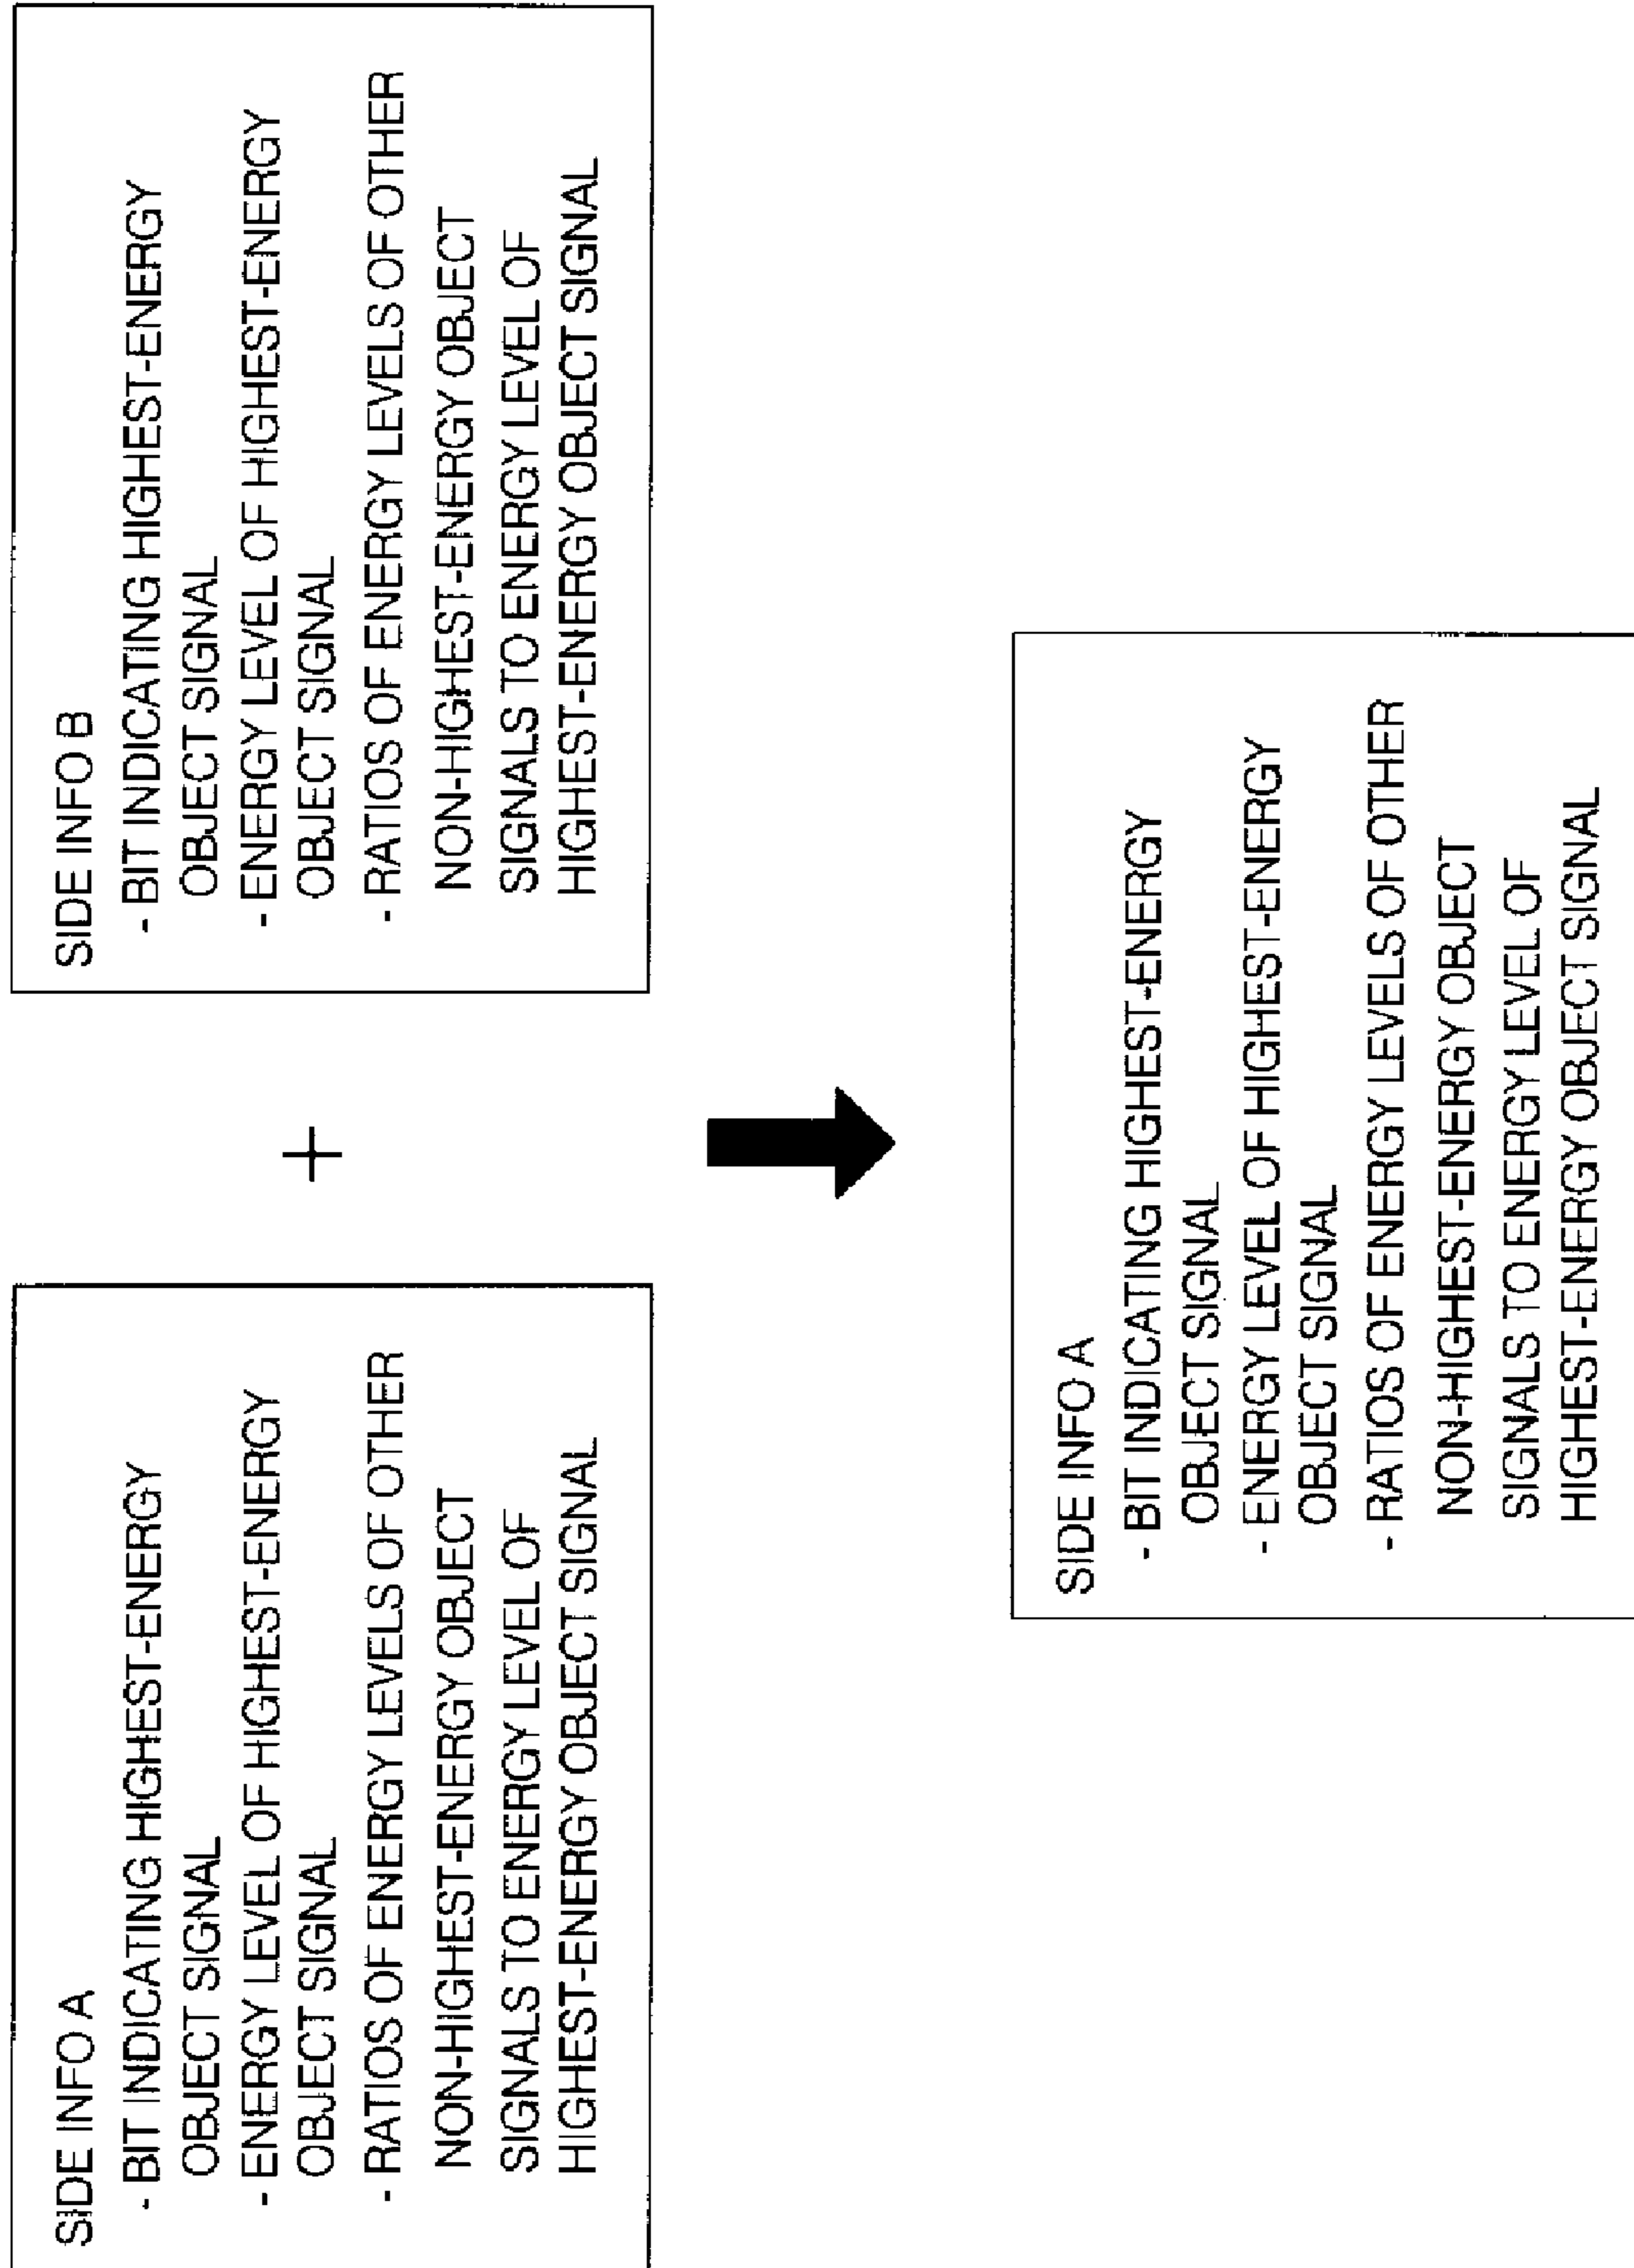 SIDE INFO A
- BIT INDICATING HIGHEST-ENERGY
OBJECT SIGNAL
- ENERGY LEVEL OF HIGHEST-ENERGY
OBJECT SIGNAL
- RATIOS OF ENERGY LEVELS OF OTHER
NON-HIGHEST-ENERGY OBJECT
SIGNALS TO ENERGY LEVEL OF
HIGHEST-ENERGY OBJECT SIGNAL
+
SIDE INFO B
- BIT INDICATING HIGHEST-ENERGY
OBJECT SIGNAL
- ENERGY LEVEL OF HIGHEST-ENERGY
OBJECT SIGNAL
- RATIOS OF ENERGY LEVELS OF OTHER
NON-HIGHEST-ENERGY OBJECT
SIGNALS TO ENERGY LEVEL OF
HIGHEST-ENERGY OBJECT SIGNAL
SIDE INFO A
- BIT INDICATING HIGHEST-ENERGY
OBJECT SIGNAL
- ENERGY LEVEL OF HIGHEST-ENERGY
OBJECT SIGNAL
- RATIOS OF ENERGY LEVELS OF OTHER
NON-HIGHEST-ENERGY OBJECT
SIGNALS TO ENERGY LEVEL OF
HIGHEST-ENERGY OBJECT SIGNAL